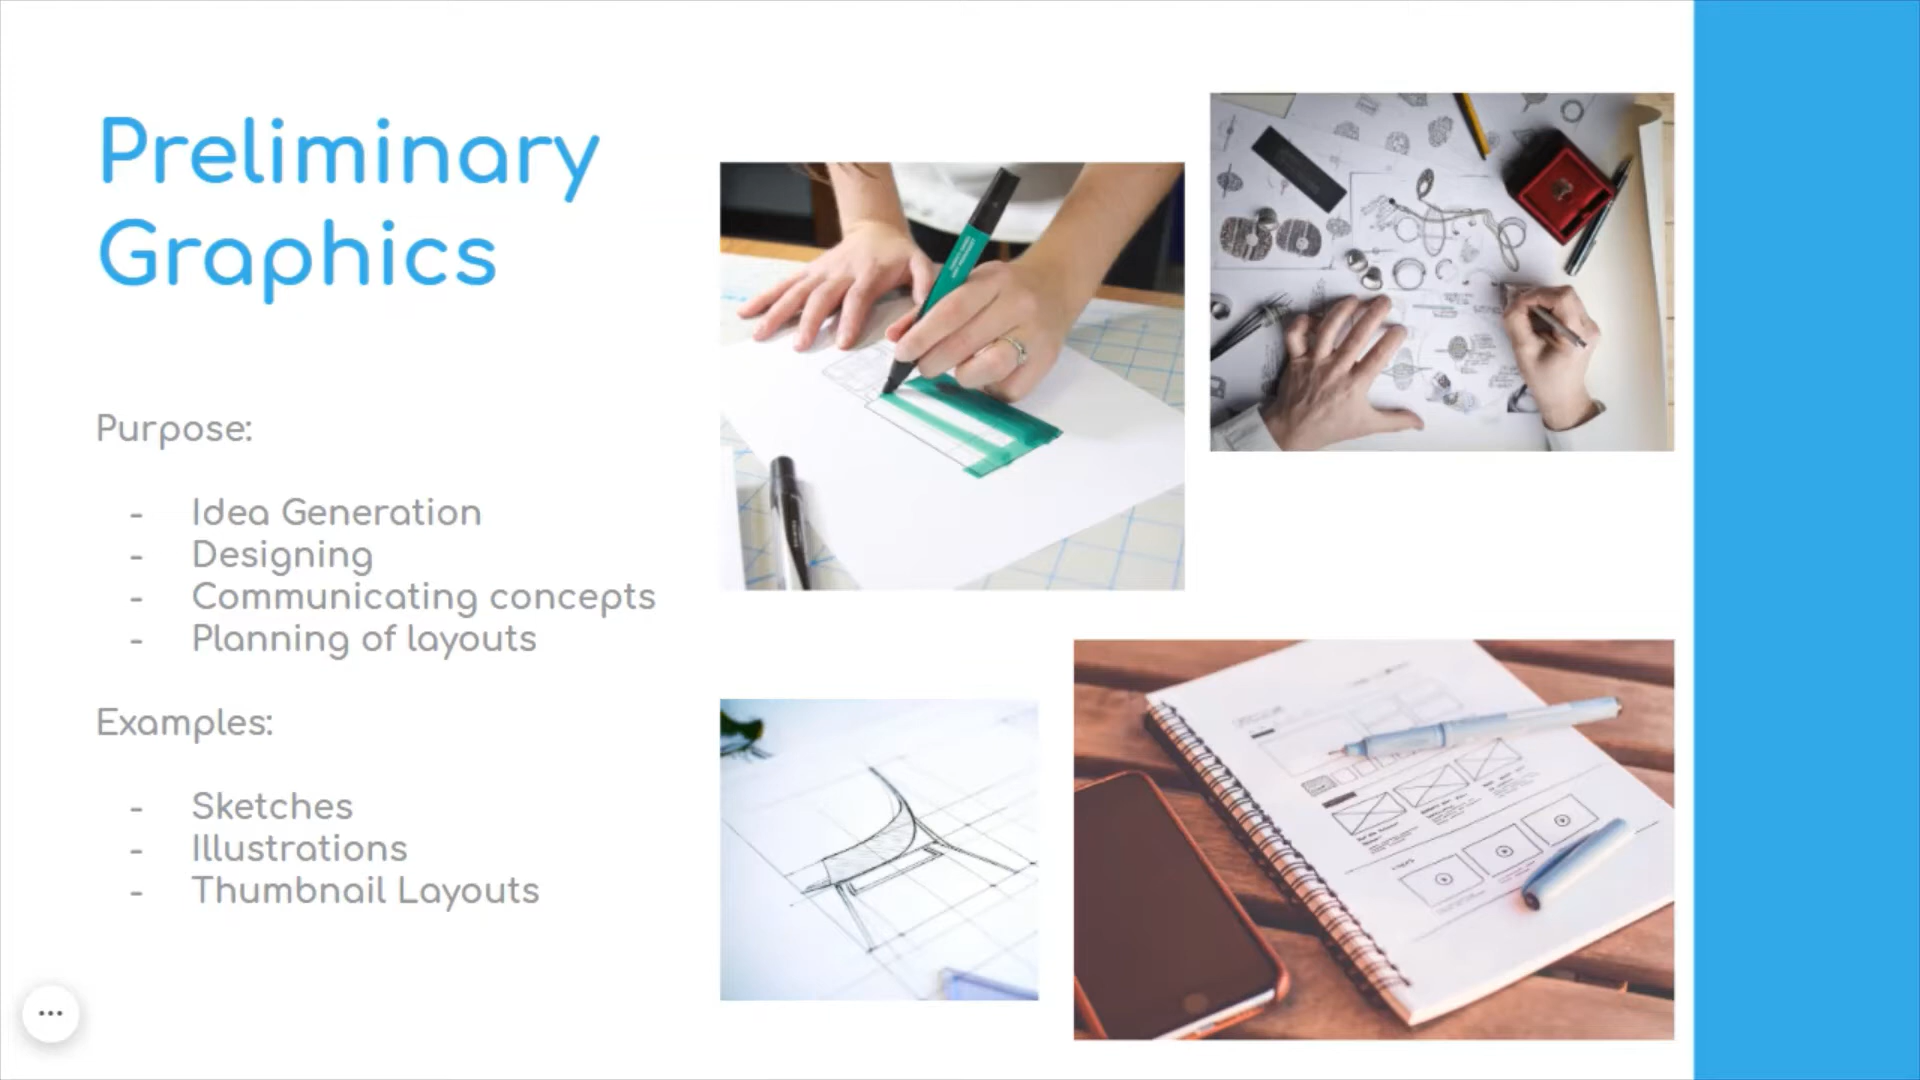 Preliminary
Graphics
Purpose:
- Idea Generation
- Designing
- Communicating concepts
- Planning of layouts
Examples:
- Sketches
- Illustrations
- Thumbnail Layouts